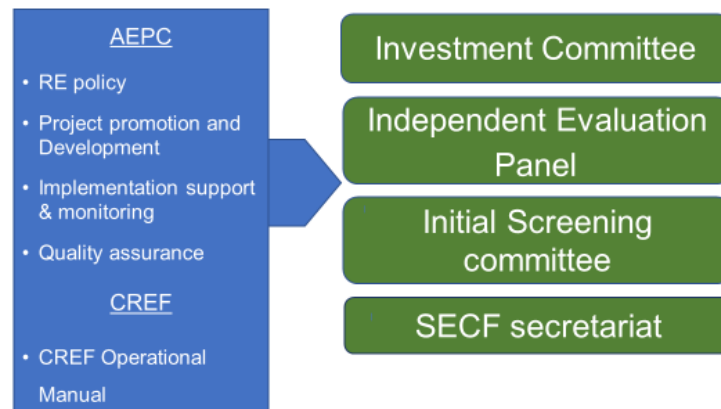 AEPC
• RE policy
• Project promotion and
Development
• Implementation support
& monitoring
• Quality assurance
CREF
• CREF Operational
Manual
Investment Committee
Independent Evaluation
Panel
Initial Screening
committee
SECF secretariat